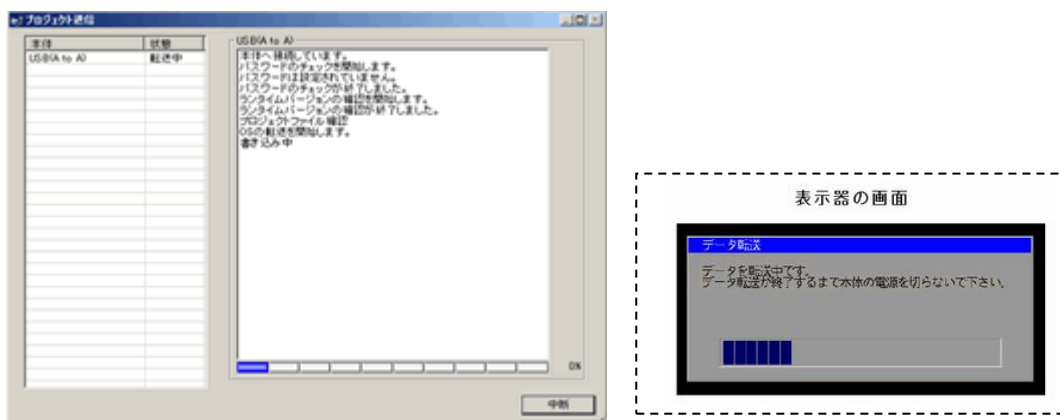 プロジェクト送信
本体
状態
USB(A to A)
転送中
USB(A to A)
本体へ接続しています。
パスワードのチェックを開始します。
パスワードは設定されていません。
パスワードのチェックが終了しました。
ランタイムバージョンの確認を開始します。
ランタイムバージョンの確認が終了しました。
プロジェクトファイル確認
OSの転送を開始します。
書き込み中
0%
中断
表示器の画面
データ転送
データを転送中です。
データ転送が終了するまで本体の電源を切らないで下さい。